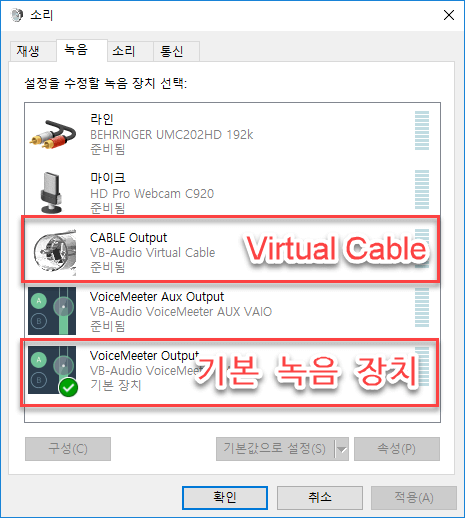 소리
재생
녹음
소리
통신
설정을 수정할 녹음 장치 선택:
라인
BEHRINGER UMC202HD 192k
준비됨
마이크
HD Pro Webcam C920
준비됨
CABLE Output
VB-Audio Virtual Cable
준비됨
Virtual Cable
VoiceMeeter Aux Output
VB-Audio VoiceMeeter AUX VAIO
준비됨
VoiceMeeter Output
VB-Audio VoiceMee
기본 장치
기본 녹음 장치
A
B
A
B
구성(C)
기본값으로 설정(S)
속성(P)
확인
취소
적용(A)